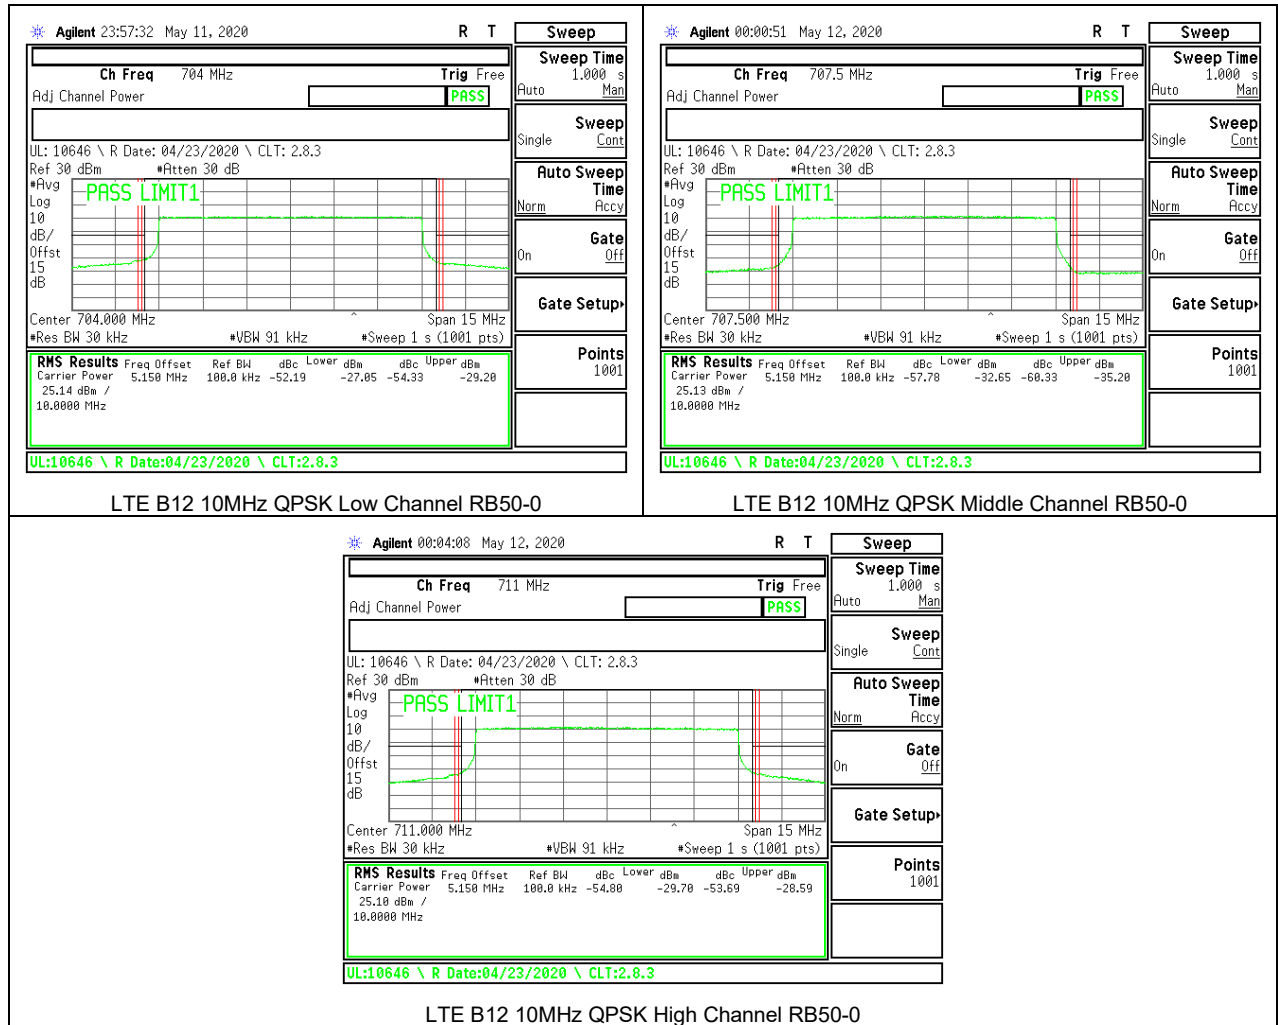 Agilent 23:57:32 May 11, 2020 R T
Sweep
Ch Freq 704 MHz Trig Free
Adj Channel Power PASS
UL: 10646 \ R Date: 04/23/2020 \ CLT: 2.8.3
Ref 30 dBm #Atten 30 dB
#Avg
Log
10
dB/
Offst
15
dB
PASS LIMIT1
Center 704.000 MHz ^ Span 15 MHz
#Res BW 30 kHz #VBW 91 kHz #Sweep 1 s (1001 pts)
RMS Results Freq Offset Ref BW dBc Lower dBm dBc Upper dBm
Carrier Power 5.150 MHz 100.0 kHz -52.19 -27.05 -54.33 -29.20
25.14 dBm /
10.0000 MHz
UL:10646 \ R Date:04/23/2020 \ CLT:2.8.3
Sweep Time
1.000 s
Auto Man
Sweep
Single Cont
Auto Sweep
Time
Norm Accy
Gate
On Off
Gate Setup▸
Points
1001
LTE B12 10MHz QPSK Low Channel RB50-0
Agilent 00:00:51 May 12, 2020 R T
Sweep
Ch Freq 707.5 MHz Trig Free
Adj Channel Power PASS
UL: 10646 \ R Date: 04/23/2020 \ CLT: 2.8.3
Ref 30 dBm #Atten 30 dB
#Avg
Log
10
dB/
Offst
15
dB
PASS LIMIT1
Center 707.500 MHz ^ Span 15 MHz
#Res BW 30 kHz #VBW 91 kHz #Sweep 1 s (1001 pts)
RMS Results Freq Offset Ref BW dBc Lower dBm dBc Upper dBm
Carrier Power 5.150 MHz 100.0 kHz -57.78 -32.65 -60.33 -35.20
25.13 dBm /
10.0000 MHz
UL:10646 \ R Date:04/23/2020 \ CLT:2.8.3
Sweep Time
1.000 s
Auto Man
Sweep
Single Cont
Auto Sweep
Time
Norm Accy
Gate
On Off
Gate Setup▸
Points
1001
LTE B12 10MHz QPSK Middle Channel RB50-0
Agilent 00:04:08 May 12, 2020 R T
Sweep
Ch Freq 711 MHz Trig Free
Adj Channel Power PASS
UL: 10646 \ R Date: 04/23/2020 \ CLT: 2.8.3
Ref 30 dBm #Atten 30 dB
#Avg
Log
10
dB/
Offst
15
dB
PASS LIMIT1
Center 711.000 MHz ^ Span 15 MHz
#Res BW 30 kHz #VBW 91 kHz #Sweep 1 s (1001 pts)
RMS Results Freq Offset Ref BW dBc Lower dBm dBc Upper dBm
Carrier Power 5.150 MHz 100.0 kHz -54.80 -29.70 -53.69 -28.59
25.10 dBm /
10.0000 MHz
UL:10646 \ R Date:04/23/2020 \ CLT:2.8.3
Sweep Time
1.000 s
Auto Man
Sweep
Single Cont
Auto Sweep
Time
Norm Accy
Gate
On Off
Gate Setup▸
Points
1001
LTE B12 10MHz QPSK High Channel RB50-0